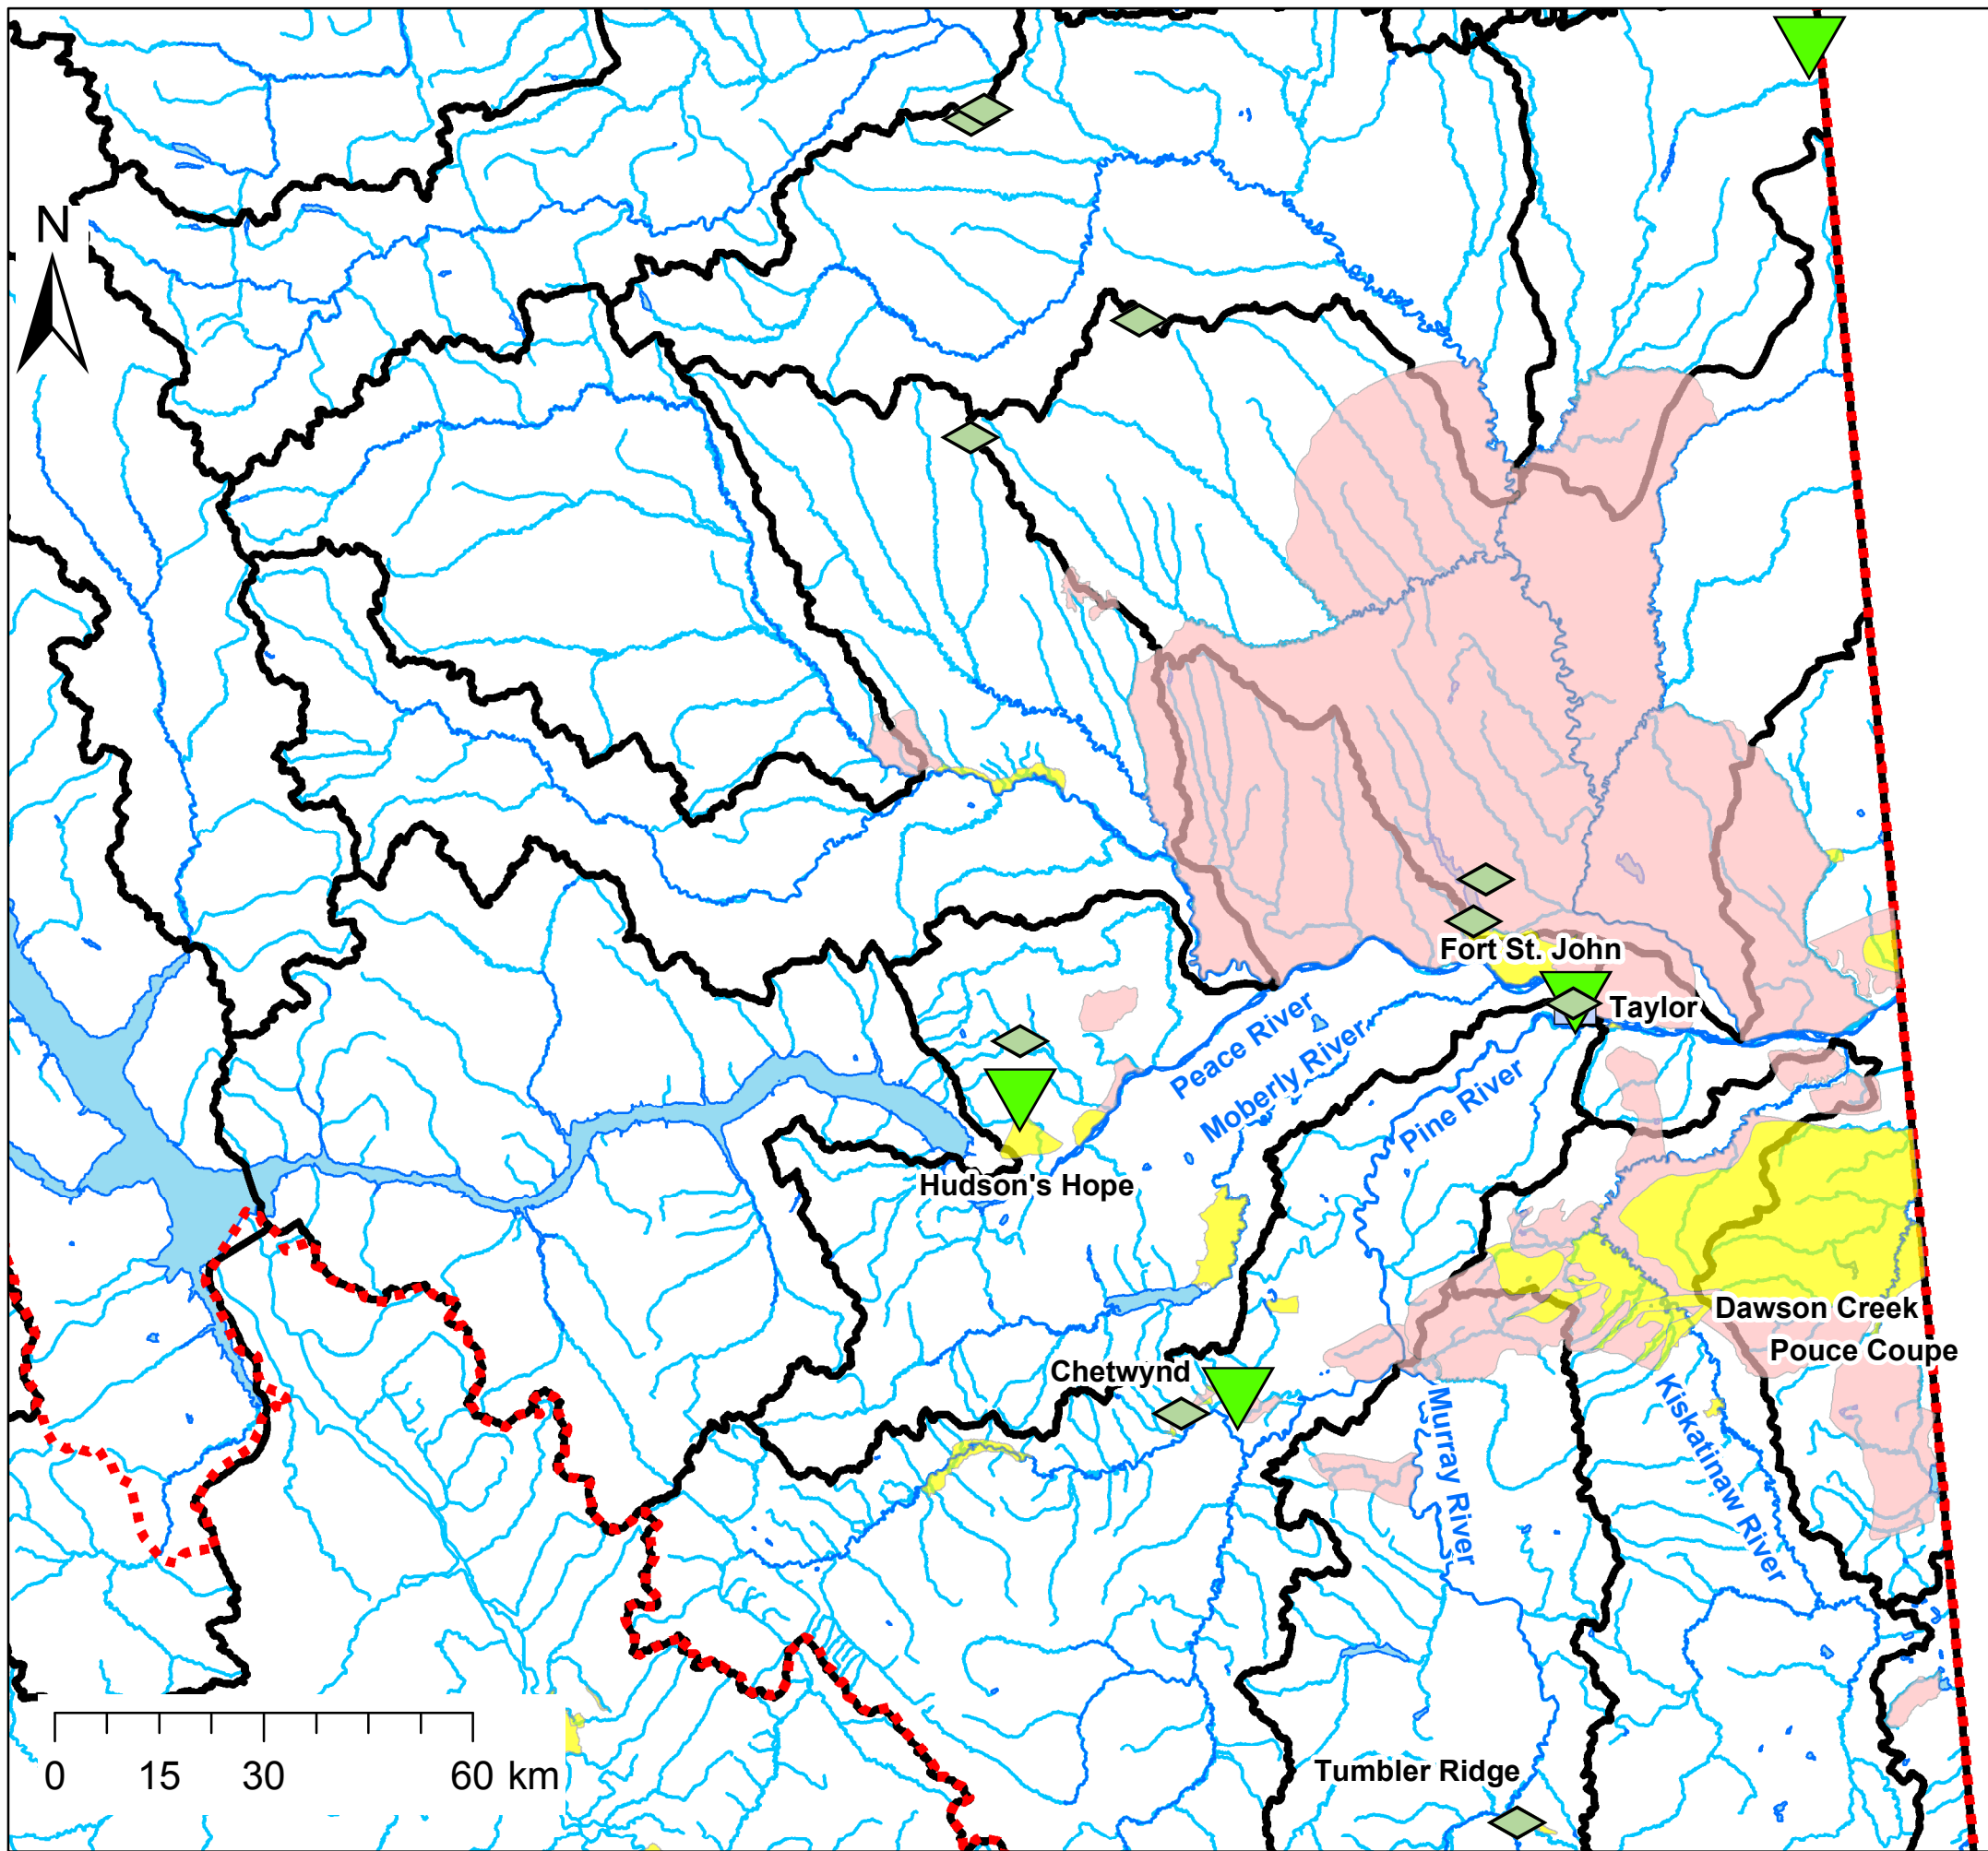 N
Fort St. John
Taylor
Peace River
Moberly River
Pine River
Hudson's Hope
Dawson Creek
Pouce Coupe
Chetwynd
Murray River
Kiskatinaw River
Tumbler Ridge
0 15 30 60 km